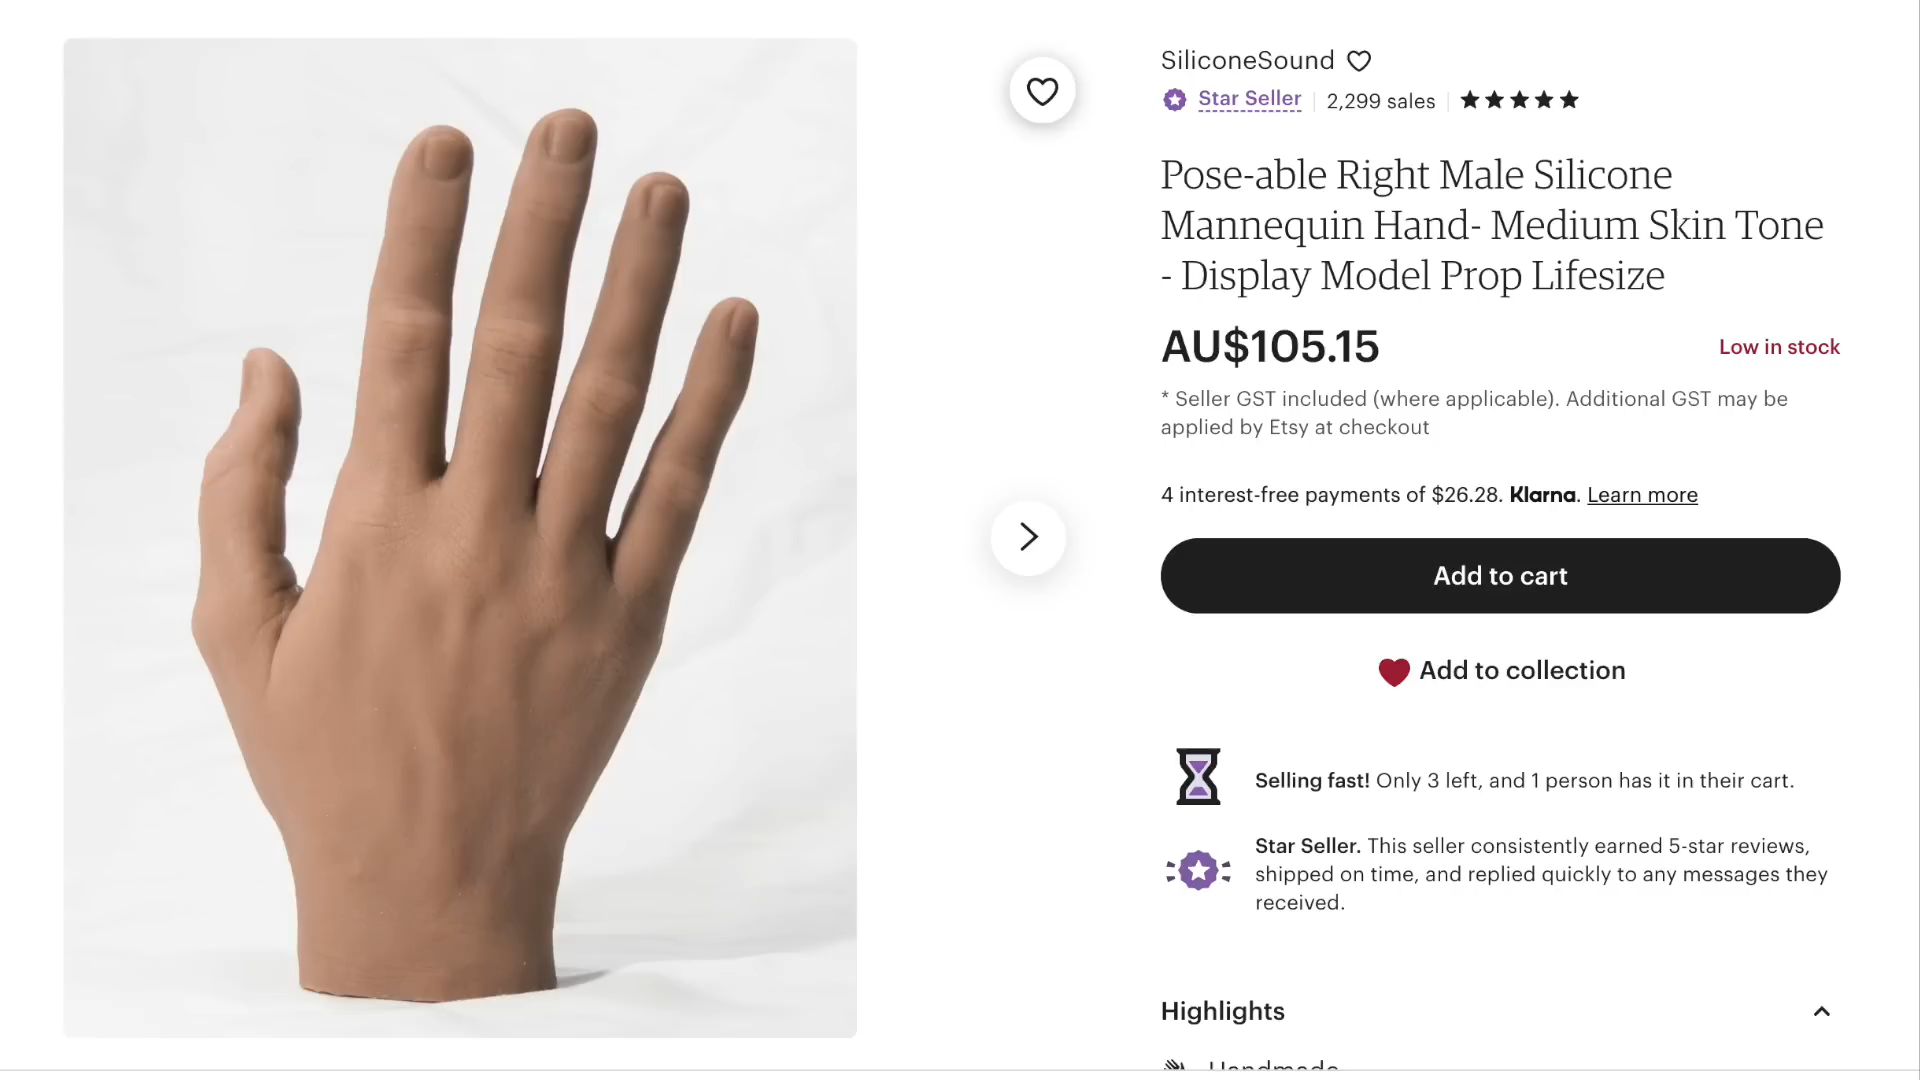 SiliconeSound
Star Seller
2,299 sales
Pose-able Right Male Silicone
Mannequin Hand- Medium Skin Tone
- Display Model Prop Lifesize
AU$105.15
Low in stock
* Seller GST included (where applicable). Additional GST may be
applied by Etsy at checkout
4 interest-free payments of $26.28. Klarna. Learn more
Add to cart
Add to collection
Selling fast! Only 3 left, and 1 person has it in their cart.
Star Seller. This seller consistently earned 5-star reviews,
shipped on time, and replied quickly to any messages they
received.
Highlights
Handmade